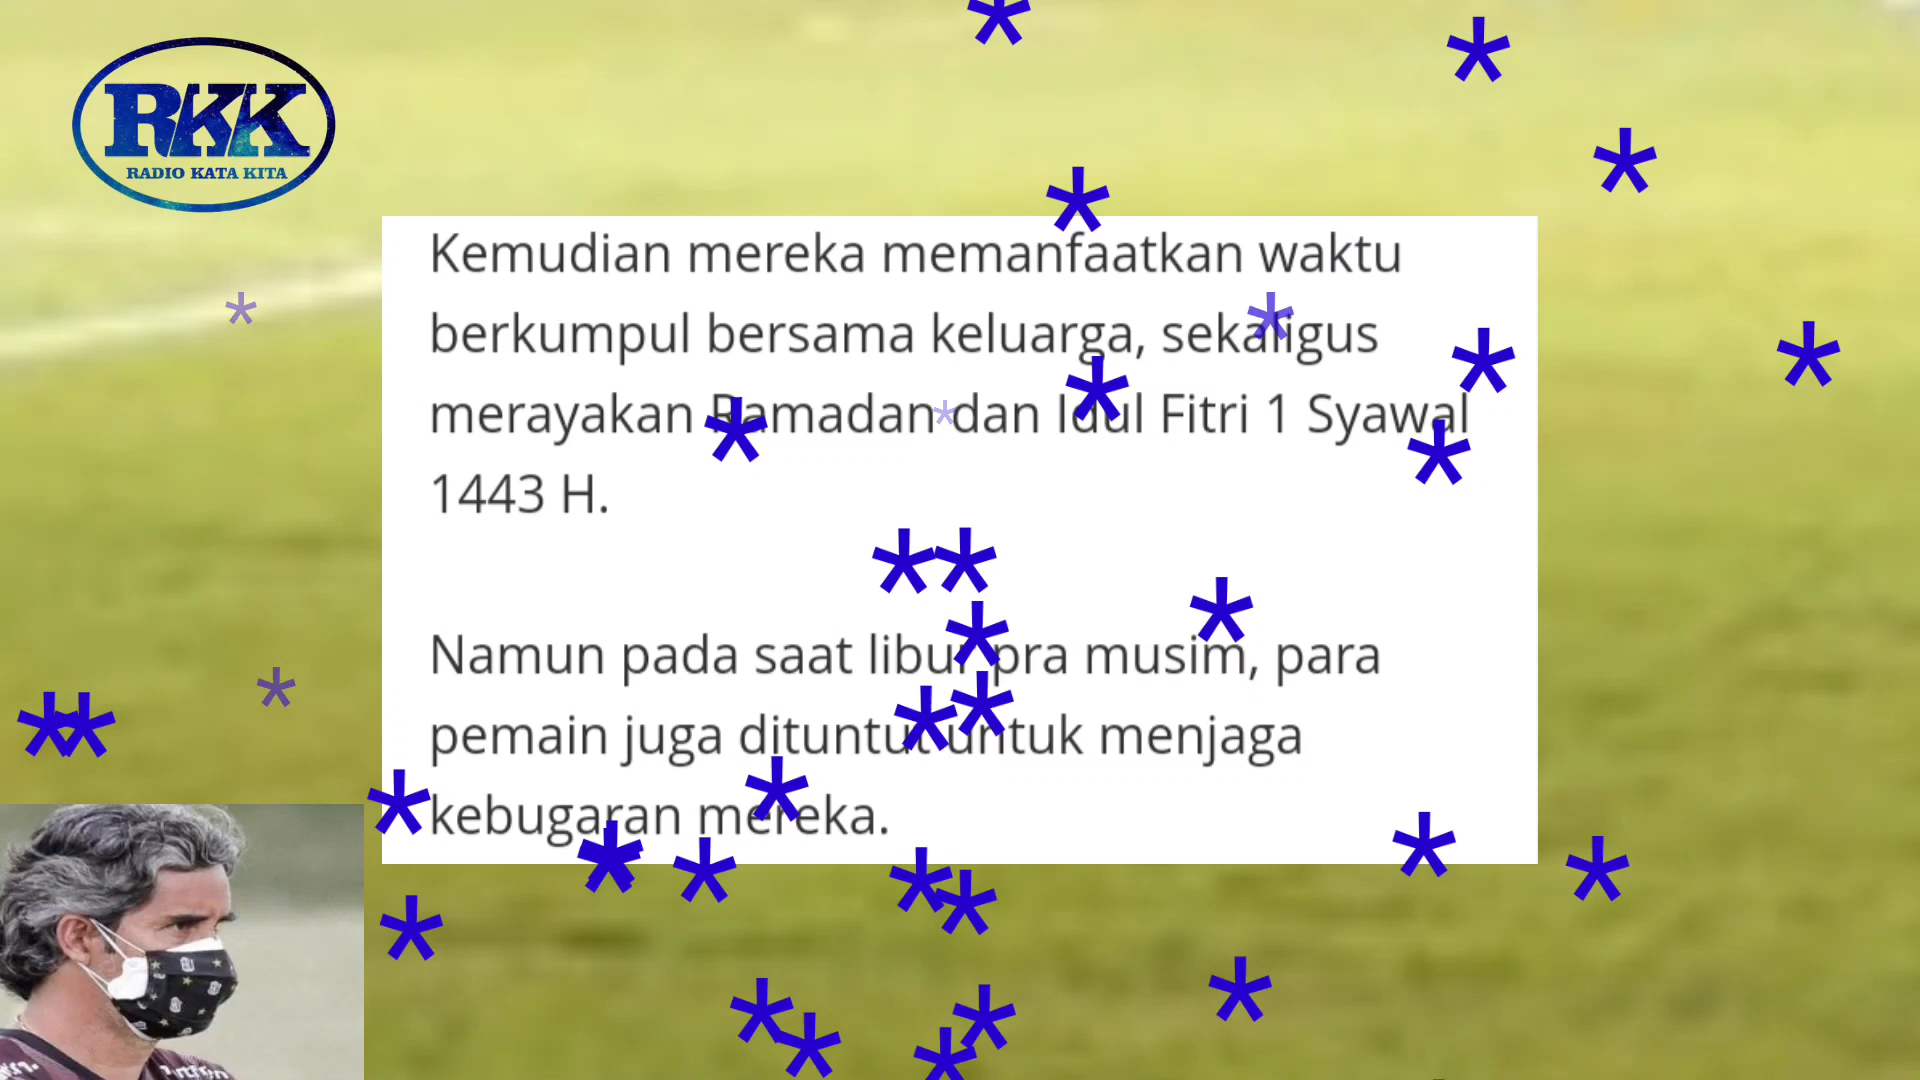 RKK
RADIO KATA KITA
Kemudian mereka memanfaatkan waktu
berkumpul bersama keluarga, sekaligus
merayakan Ramadan dan Idul Fitri 1 Syawal
1443 H.
Namun pada saat libur pra musim, para
pemain juga dituntut untuk menjaga
kebugaran mereka.